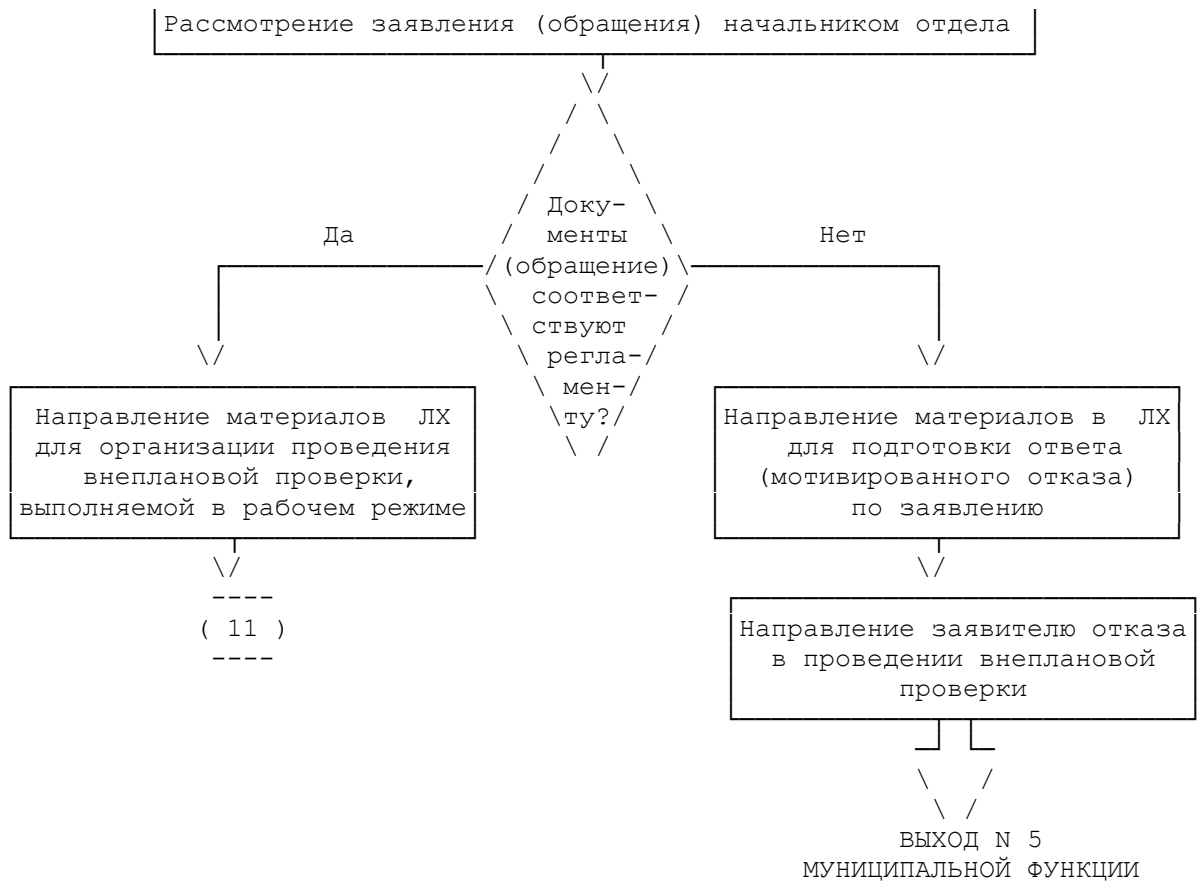 Рассмотрение заявления (обращения) начальником отдела
Доку-
менты
(обращение)
соответ-
ствуют
регла-
мен-
ту?
Да
Нет
Направление материалов ЛХ
для организации проведения
внеплановой проверки,
выполняемой в рабочем режиме
( 11 )
Направление материалов в ЛХ
для подготовки ответа
(мотивированного отказа)
по заявлению
Направление заявителю отказа
в проведении внеплановой
проверки
ВЫХОД N 5
МУНИЦИПАЛЬНОЙ ФУНКЦИИ